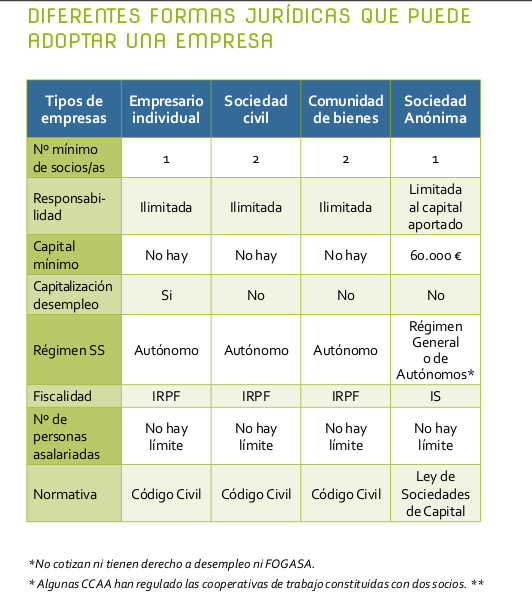 DIFERENTES FORMAS JURÍDICAS QUE PUEDE
ADOPTAR UNA EMPRESA
Tipos de empresas Empresario individual Sociedad civil Comunidad de bienes Sociedad Anónima
Nº mínimo de socios/as 1 2 2 1
Responsabi-lidad Ilimitada Ilimitada Ilimitada Limitada al capital aportado
Capital mínimo No hay No hay No hay 60.000 €
Capitalización desempleo Si No No No
Régimen SS Autónomo Autónomo Autónomo Régimen General o de Autónomos*
Fiscalidad IRPF IRPF IRPF IS
Nº de personas asalariadas No hay límite No hay límite No hay límite No hay límite
Normativa Código Civil Código Civil Código Civil Ley de Sociedades de Capital
*No cotizan ni tienen derecho a desempleo ni FOGASA.
* Algunas CCAA han regulado las cooperativas de trabajo constituidas con dos socios. **